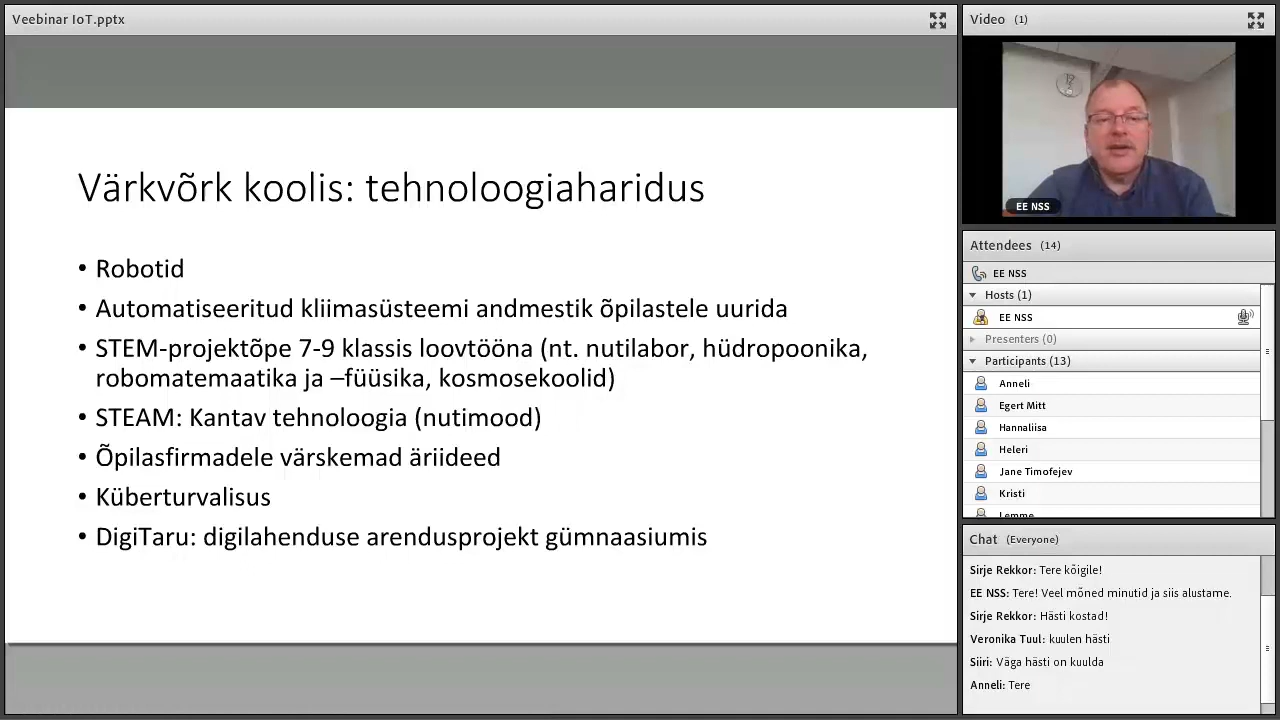 Veebinar IoT.pptx
Värkvõrk koolis: tehnoloogiaharidus
• Robotid
• Automatiseeritud kliimasüsteemi andmestik õpilastele uurida
• STEM-projektõpe 7-9 klassis loovtööna (nt. nutilabor, hüdropoonika,
robomatemaatika ja –füüsika, kosmosekoolid)
• STEAM: Kantav tehnoloogia (nutimood)
• Õpilasfirmadele värskemad äriideed
• Küberturvalisus
• DigiTaru: digilahenduse arendusprojekt gümnaasiumis
Video (1)
EE NSS
Attendees (14)
EE NSS
Hosts (1)
EE NSS
Presenters (0)
Participants (13)
Anneli
Egert Mitt
Hannaliisa
Heleri
Jane Timofejev
Kristi
Lemme
Chat (Everyone)
Sirje Rekkor: Tere kõigile!
EE NSS: Tere! Veel mõned minutid ja siis alustame.
Sirje Rekkor: Hästi kostad!
Veronika Tuul: kuulen hästi
Siiri: Väga hästi on kuulda
Anneli: Tere